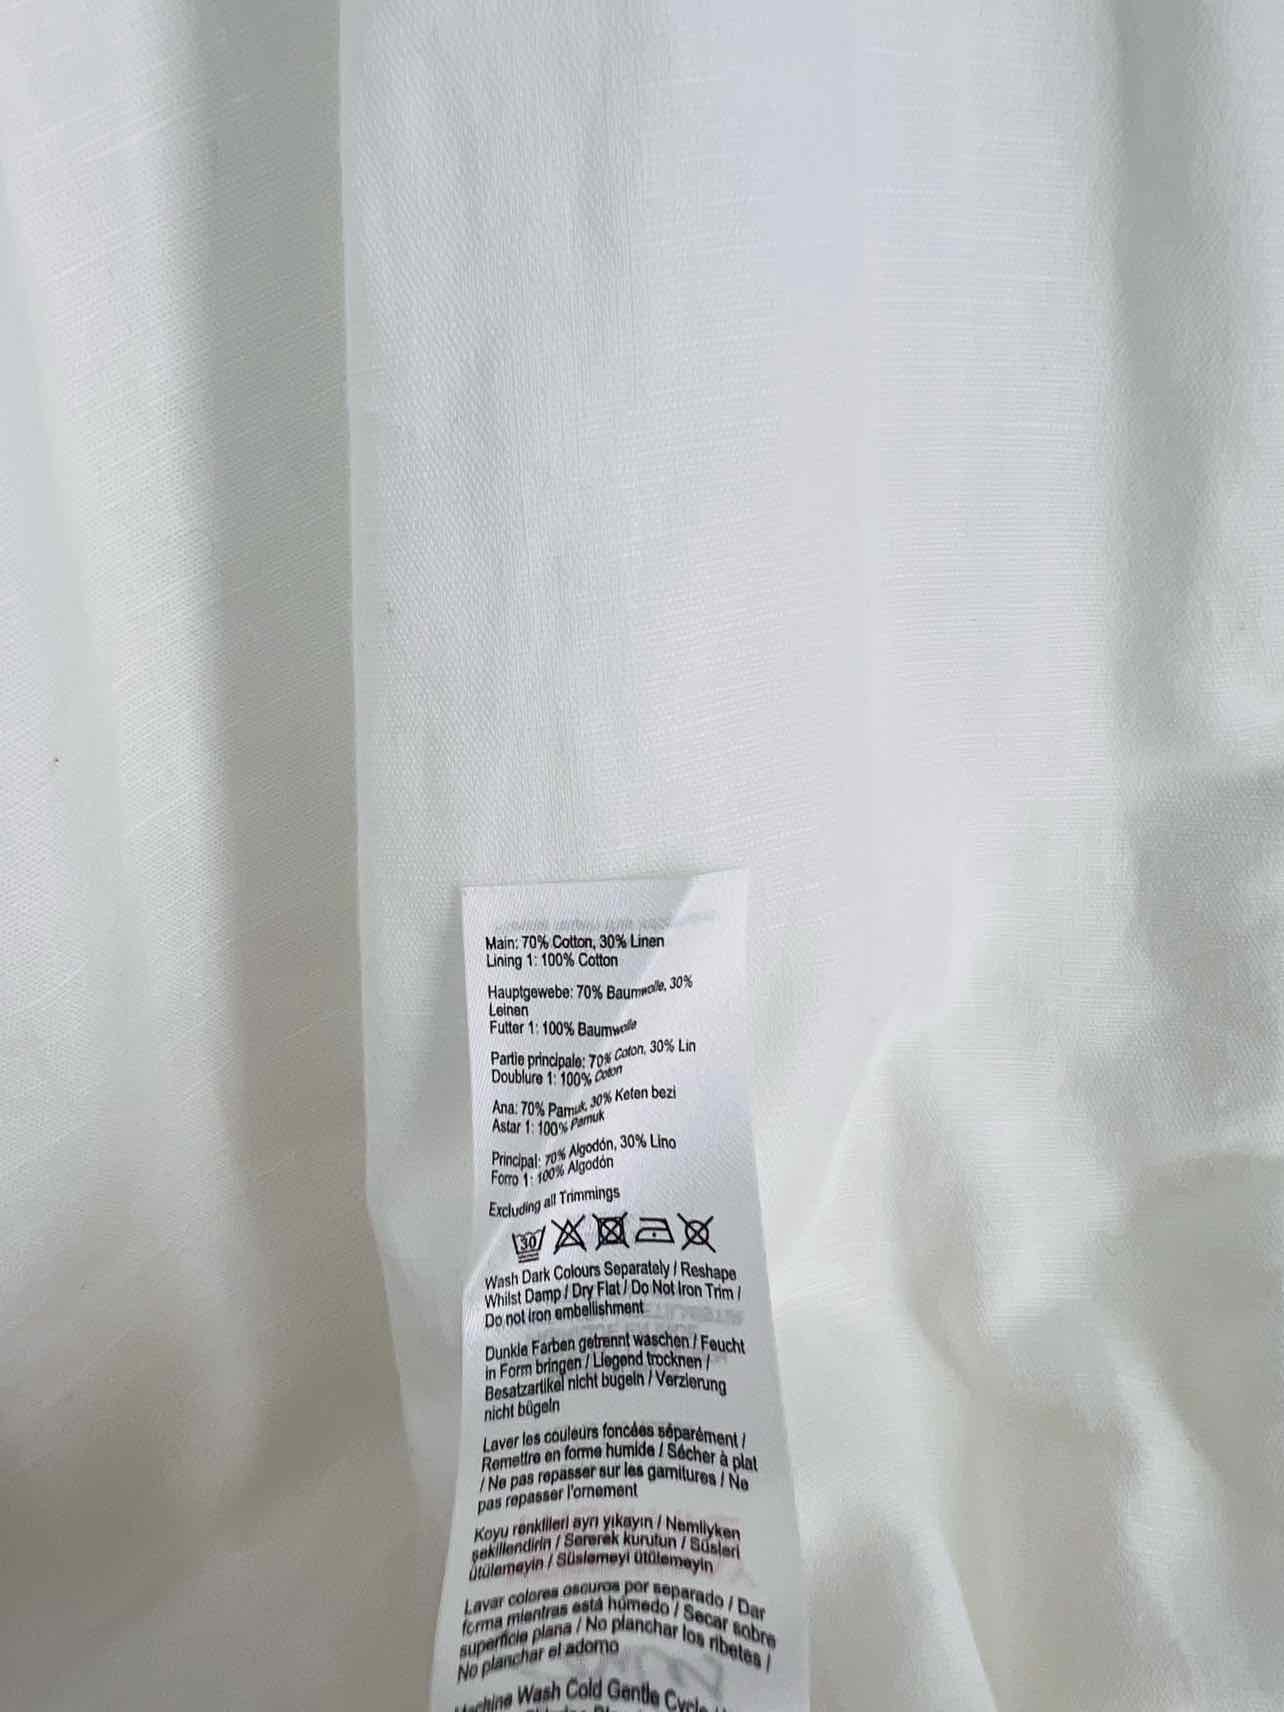 Main: 70% Cotton, 30% Linen
Lining 1: 100% Cotton
Hauptgewebe: 70% Baumwolle, 30%
Leinen
Futter 1: 100% Baumwolle
Partie principale: 70% Coton, 30% Lin
Doublure 1: 100% Coton
Ana: 70% Pamuk, 30% Keten bezi
Astar 1: 100% Pamuk
Principal: 70% Algodón, 30% Lino
Forro 1: 100% Algodón
Excluding all Trimmings
30
Wash Dark Colours Separately / Reshape
Whilst Damp / Dry Flat / Do Not Iron Trim /
Do not iron embellishment
Dunkle Farben getrennt waschen / Feucht
in Form bringen / Liegend trocknen /
Besatzartikel nicht bugeln / Verzierung
nicht bügeln
Laver les couleurs foncées séparément /
Remettre en forme humide / Sécher à plat
/ Ne pas repasser sur les garnitures / Ne
pas repasser l'ornement
Koyu renklileri ayrı yıkayın / Nemliyken
şekillendirin / Sererek kurutun / Süsleri
ütülemeyin / Süslemeyi ütülemeyin
Lavar colores oscuros por separado / Dar
forma mientras está húmedo / Secar sobre
superficie plana / No planchar los ribetes /
No planchar el adorno
Machine Wash Cold Gentle Cycle